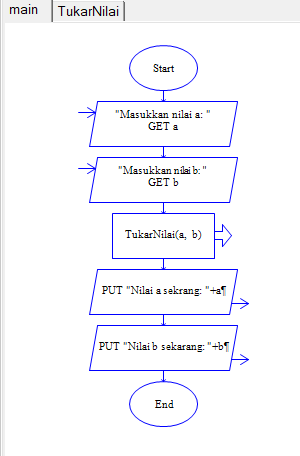 main
TukarNilai
Start
"Masukkan nilai a: "
GET a
"Masukkan nilai b: "
GET b
TukarNilai(a, b)
PUT "Nilai a sekrang: "+a¶
PUT "Nilai b sekarang: "+b¶
End